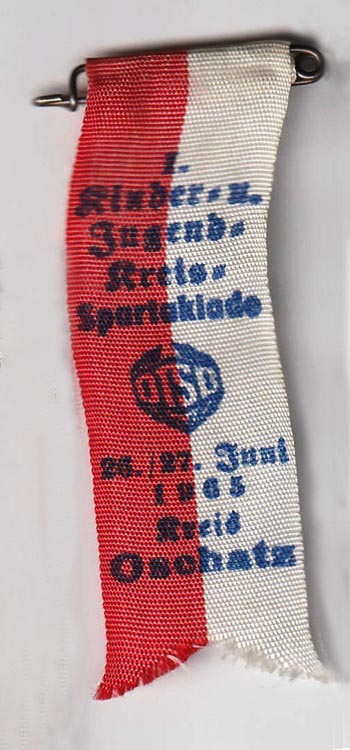 1.
Kinder- u.
Jugend-
Kreis-
Spartakiade
DTSB
26./27. Juni
1965
Kreis
Oschatz